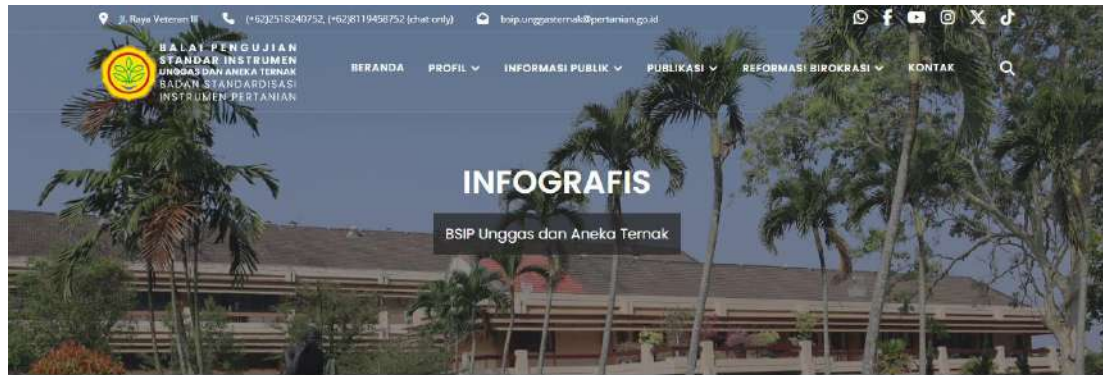 Jl. Raya Veteran III (+62)2518240752, (+62)8119458752 (chat only) bsip.unggasternak@pertanian.go.id
BALAI PENGUJIAN
STANDAR INSTRUMEN
UNGGAS DAN ANEKA TERNAK
BADAN STANDARDISASI
INSTRUMEN PERTANIAN
BERANDA PROFIL INFORMASI PUBLIK PUBLIKASI REFORMASI BIROKRASI KONTAK
INFOGRAFIS
BSIP Unggas dan Aneka Ternak